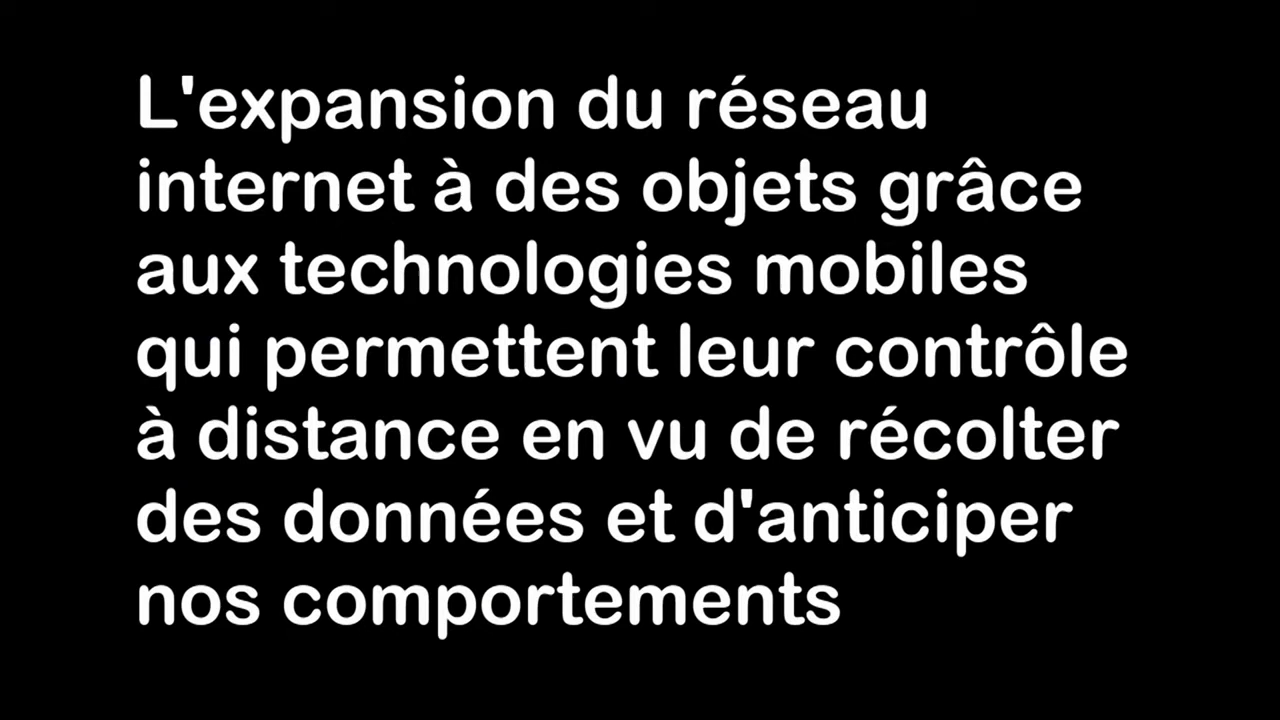 L'expansion du réseau
internet à des objets grâce
aux technologies mobiles
qui permettent leur contrôle
à distance en vu de récolter
des données et d'anticiper
nos comportements